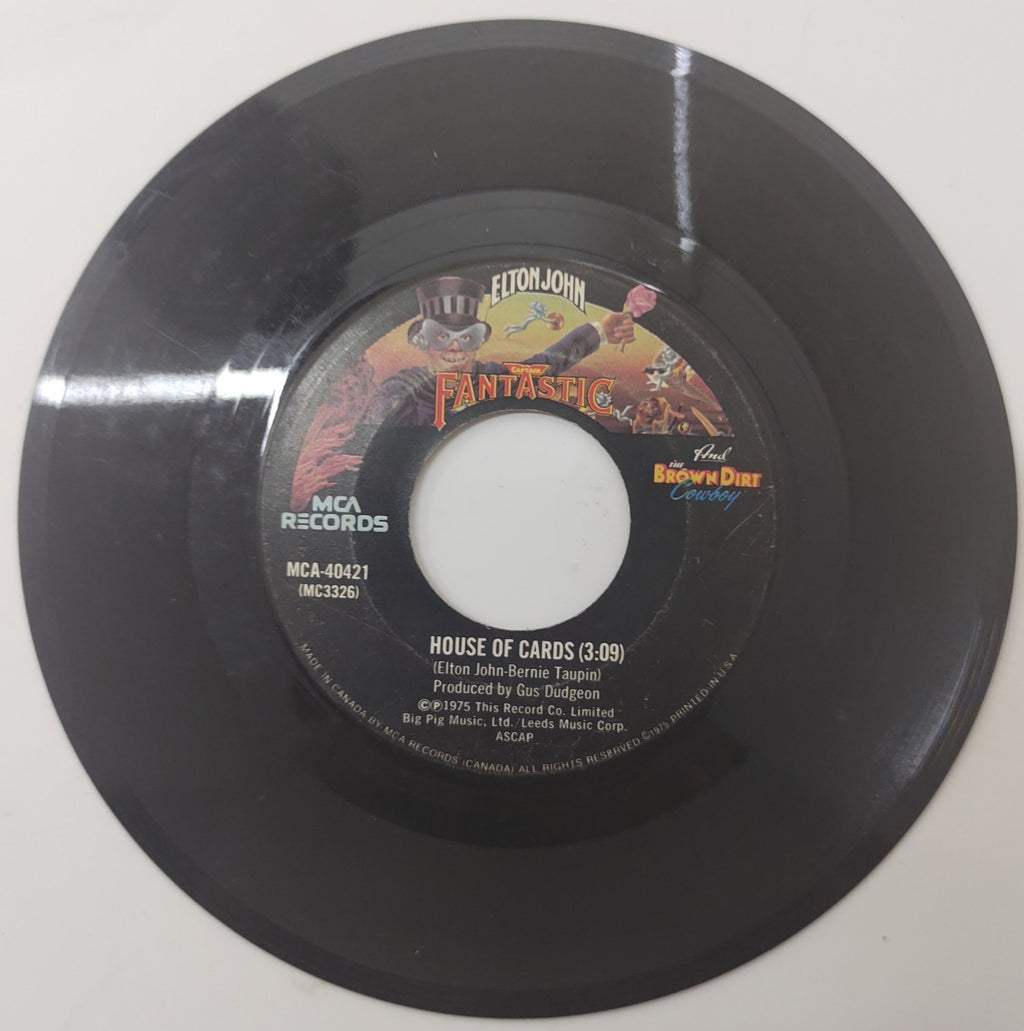 ELTON JOHN
CAPTAIN
FANTASTIC
And
THE
BROWN DIRT
Cowboy
MCA
RECORDS
MCA-40421
(MC3326)
HOUSE OF CARDS (3:09)
(Elton John-Bernie Taupin)
Produced by Gus Dudgeon
©℗1975 This Record Co. Limited
Big Pig Music, Ltd./Leeds Music Corp.
ASCAP
MADE IN CANADA BY MCA RECORDS (CANADA) ALL RIGHTS RESERVED ©1975 PRINTED IN U.S.A.